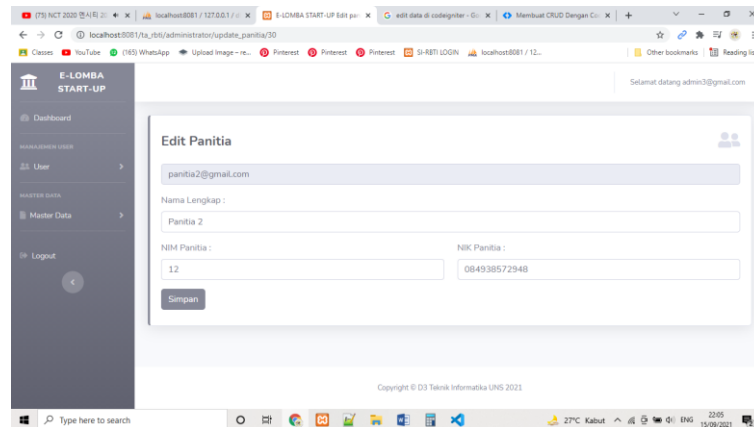 (75) NCT 2020 연시티 20
localhost:8081 / 127.0.0.1 /
E-LOMBA START-UP Edit pan
edit data di codeigniter - Go
Membuat CRUD Dengan Co
localhost:8081/ta_rbti/administrator/update_panitia/30
Classes
YouTube
(165) WhatsApp
Upload Image – re...
Pinterest
Pinterest
Pinterest
SI-RBTI LOGIN
localhost:8081 / 12...
Other bookmarks
Reading lis
E-LOMBA
START-UP
Selamat datang admin3@gmail.com
Dashboard
MANAJEMEN USER
User
MASTER DATA
Master Data
Logout
Edit Panitia
panitia2@gmail.com
Nama Lengkap :
Panitia 2
NIM Panitia :
NIK Panitia :
12
084938572948
Simpan
Copyright © D3 Teknik Informatika UNS 2021
Type here to search
27°C Kabut
ENG
22:05
15/09/2021